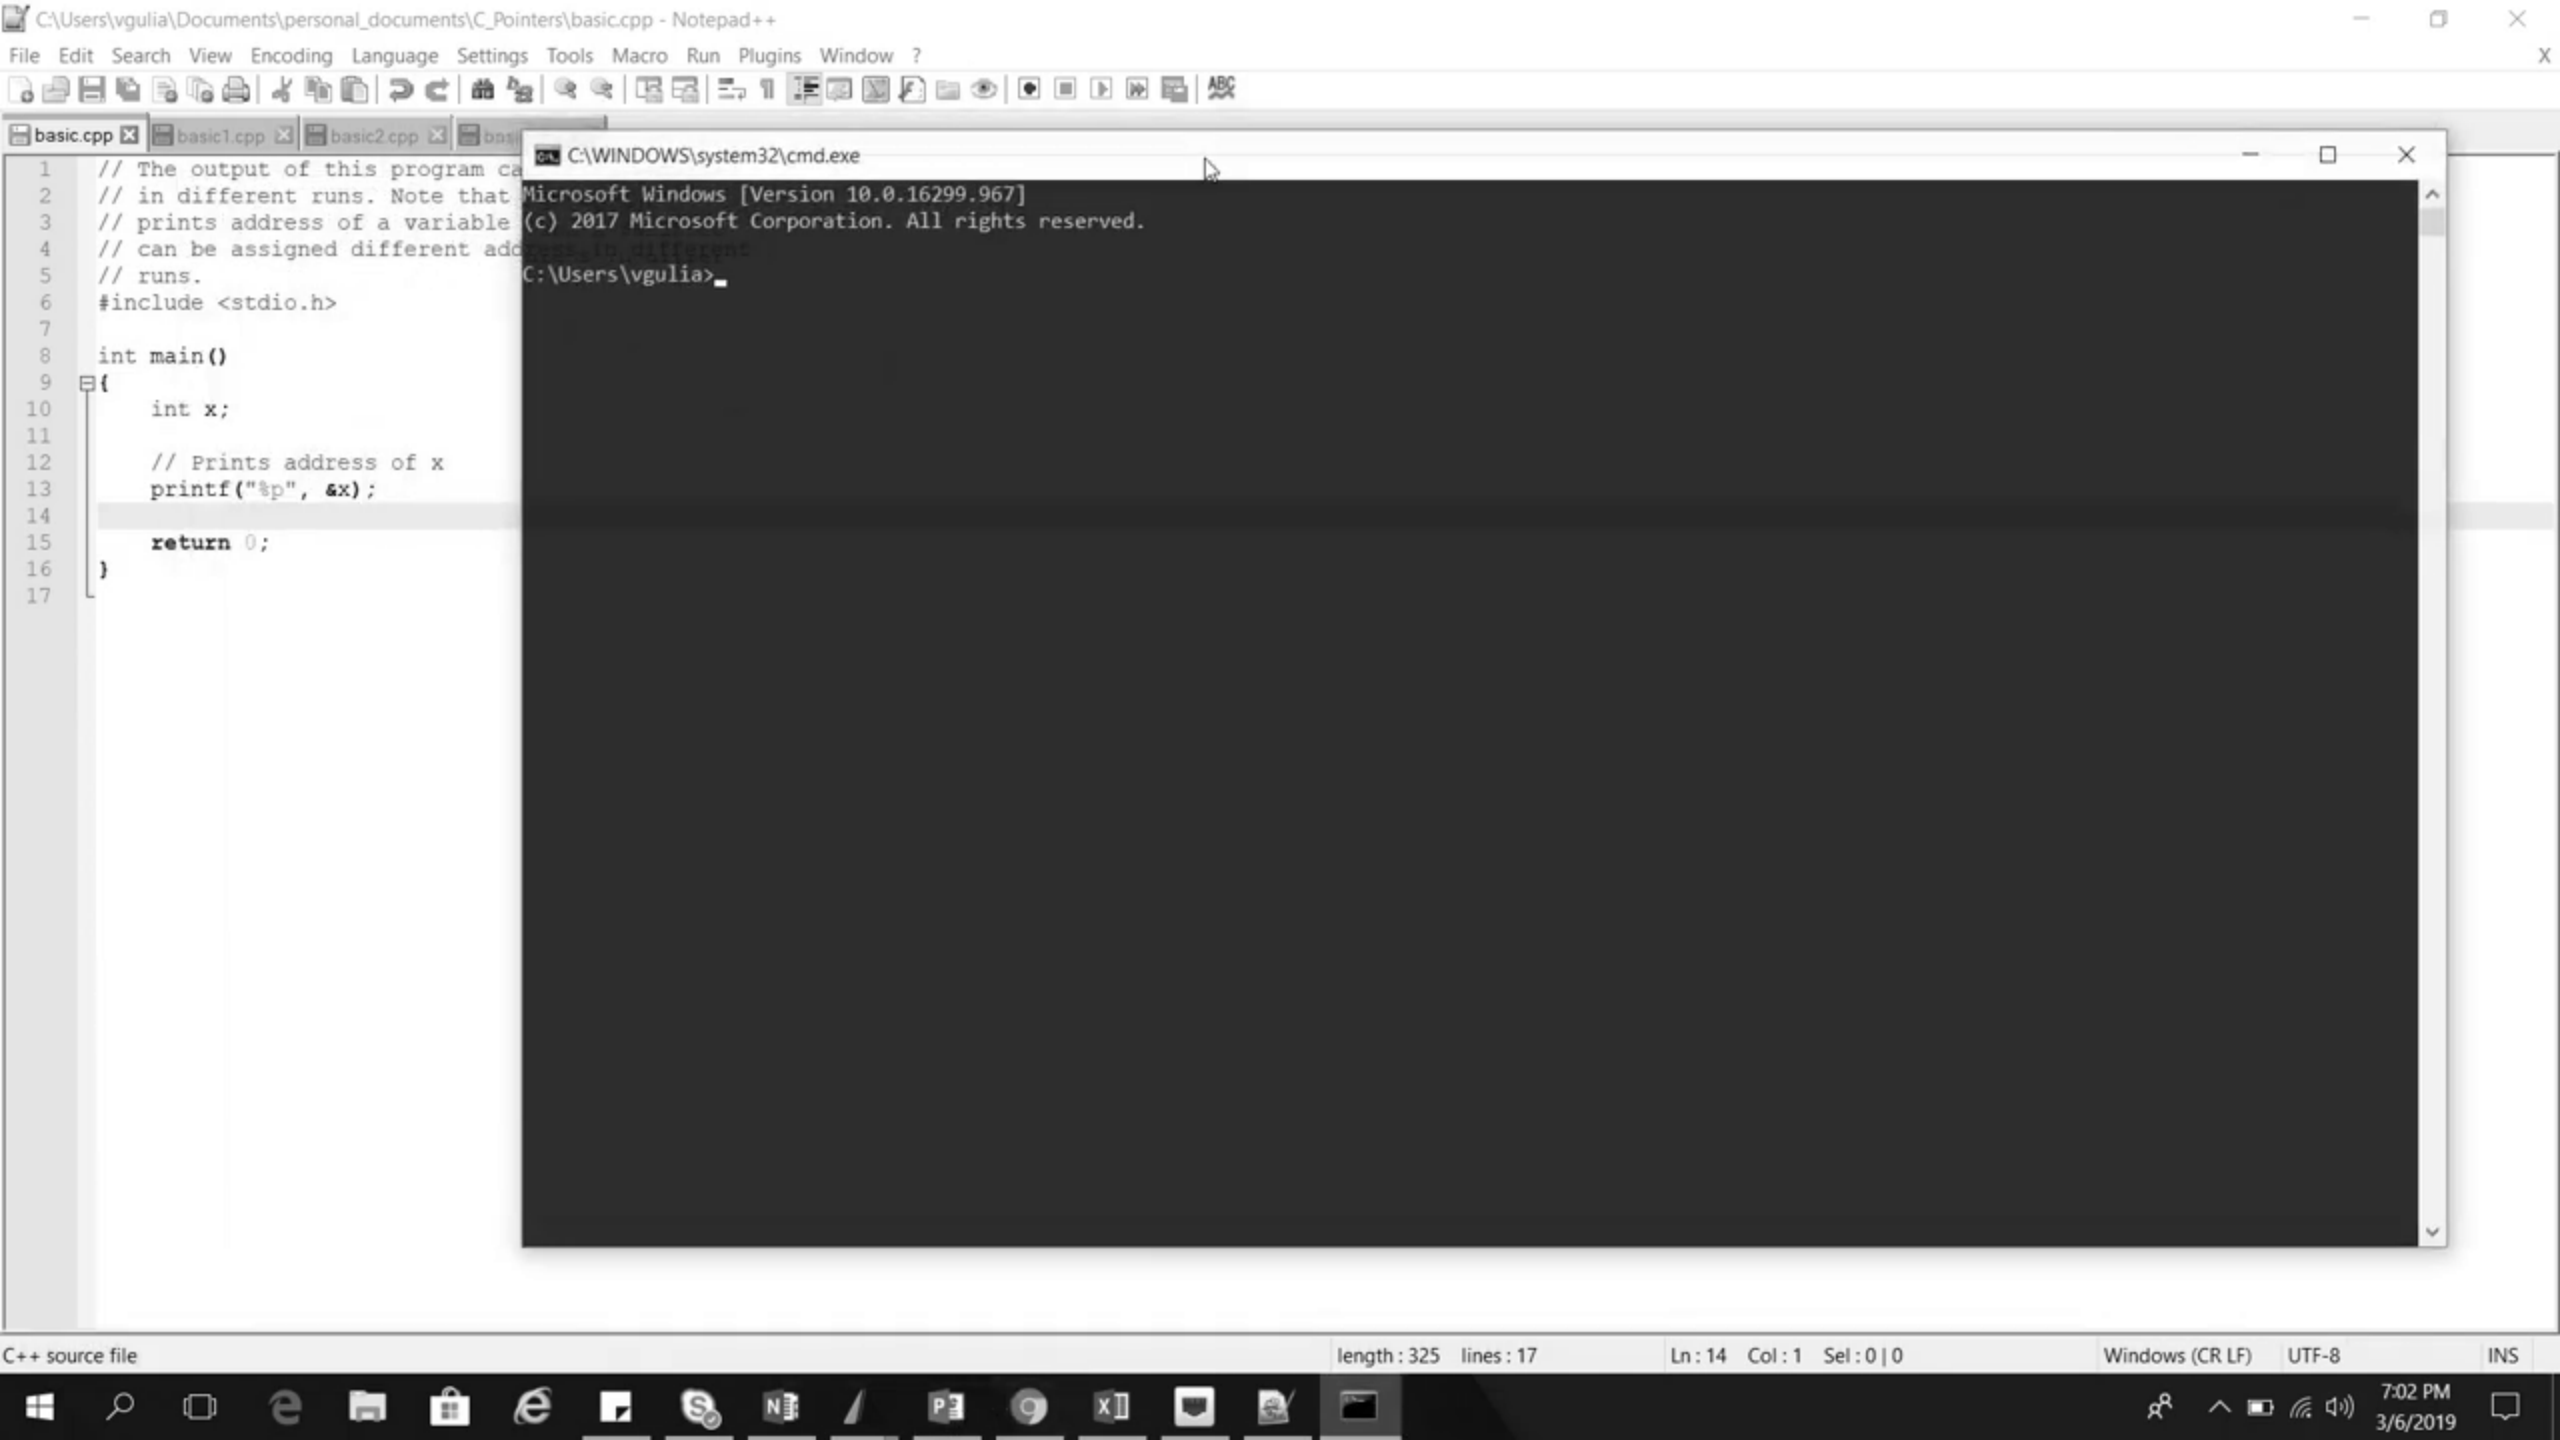 C:\Users\vgulia\Documents\personal_documents\C_Pointers\basic.cpp - Notepad++
File Edit Search View Encoding Language Settings Tools Macro Run Plugins Window ? X
ABC
basic.cpp basic1.cpp basic2.cpp
C:\WINDOWS\system32\cmd.exe
Microsoft Windows [Version 10.0.16299.967]
(c) 2017 Microsoft Corporation. All rights reserved.
C:\Users\vgulia>
1 // The output of this program
2 // in different runs. Note that
3 // prints address of a variable
4 // can be assigned different address in different
5 // runs.
6 #include <stdio.h>
7
8 int main()
9 {
10 int x;
11
12 // Prints address of x
13 printf("%p", &x);
14
15 return 0;
16 }
17
C++ source file length : 325 lines : 17 Ln : 14 Col : 1 Sel : 0 | 0 Windows (CR LF) UTF-8 INS
7:02 PM
3/6/2019